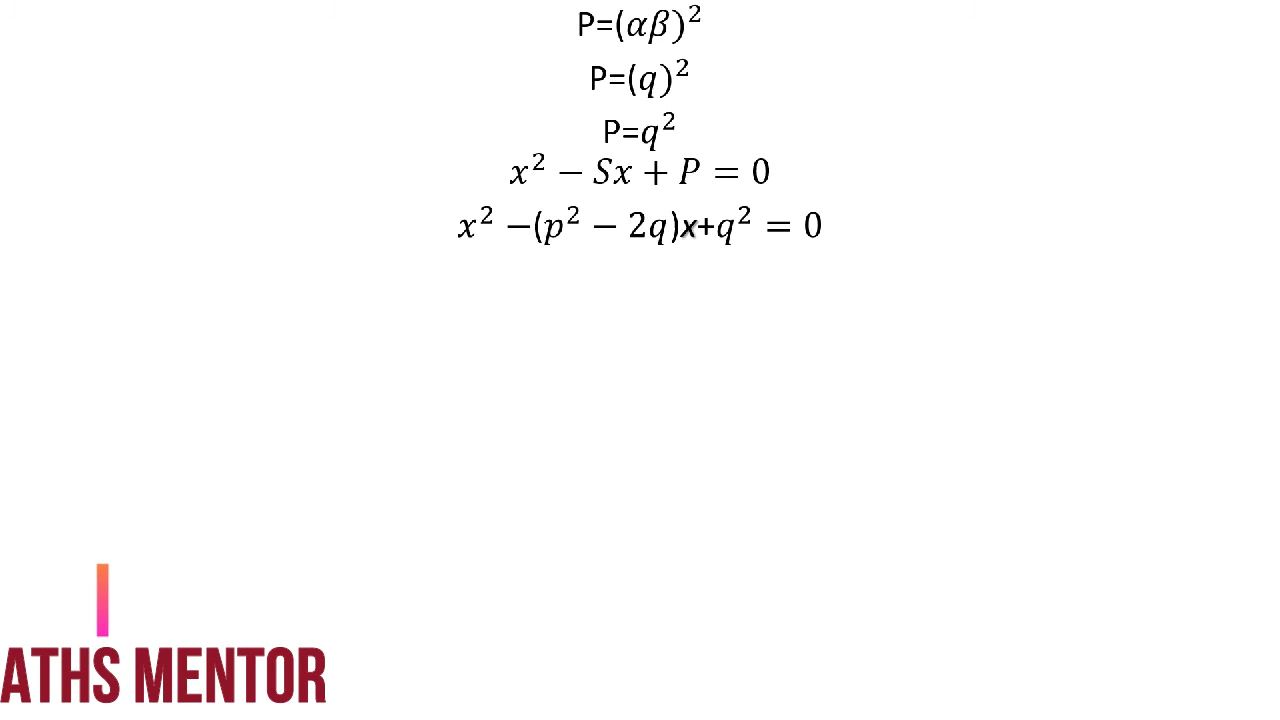 P=(αβ)²
P=(q)²
P=q²
x² − Sx + P = 0
x² −(p² − 2q)x+q² = 0
ATHS MENTOR